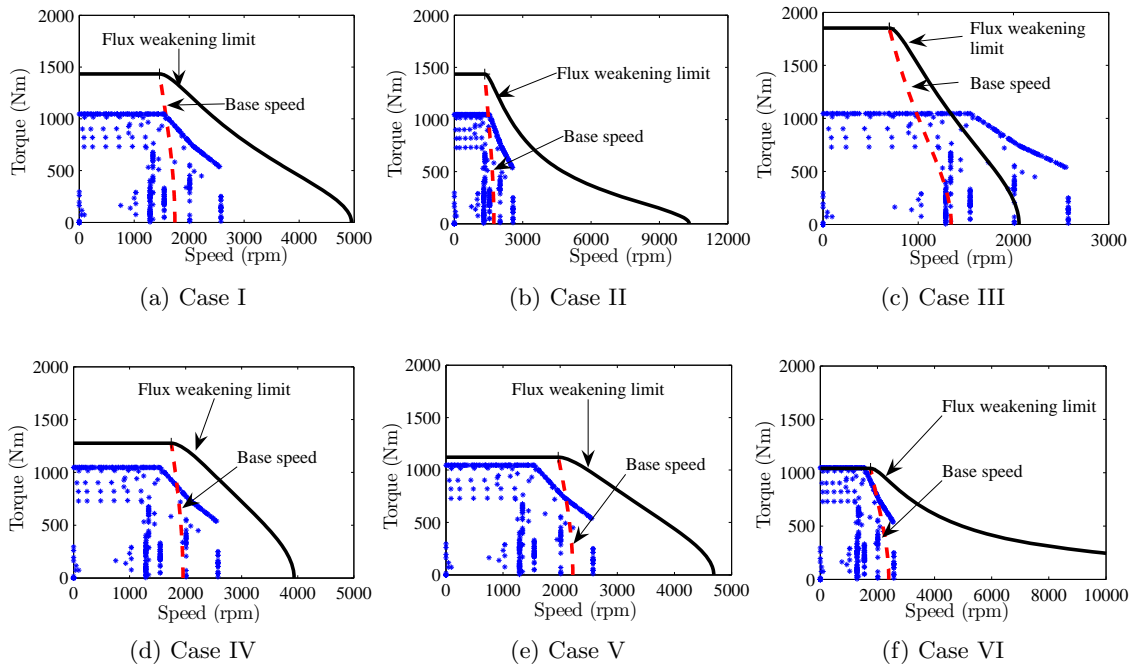 2000
1500
1000
500
0
Torque (Nm)
Flux weakening limit
Base speed
0 1000 2000 3000 4000 5000
Speed (rpm)
(a) Case I
2000
1500
1000
500
0
Torque (Nm)
Flux weakening limit
Base speed
0 3000 6000 9000 12000
Speed (rpm)
(b) Case II
2000
1500
1000
500
0
Torque (Nm)
Flux weakening
limit
Base speed
0 1000 2000 3000
Speed (rpm)
(c) Case III
2000
1500
1000
500
0
Torque (Nm)
Flux weakening limit
Base speed
0 1000 2000 3000 4000 5000
Speed (rpm)
(d) Case IV
2000
1500
1000
500
0
Torque (Nm)
Flux weakening limit
Base speed
0 1000 2000 3000 4000 5000
Speed (rpm)
(e) Case V
2000
1500
1000
500
0
Torque (Nm)
Flux weakening limit
Base speed
0 2000 4000 6000 8000 10000
Speed (rpm)
(f) Case VI